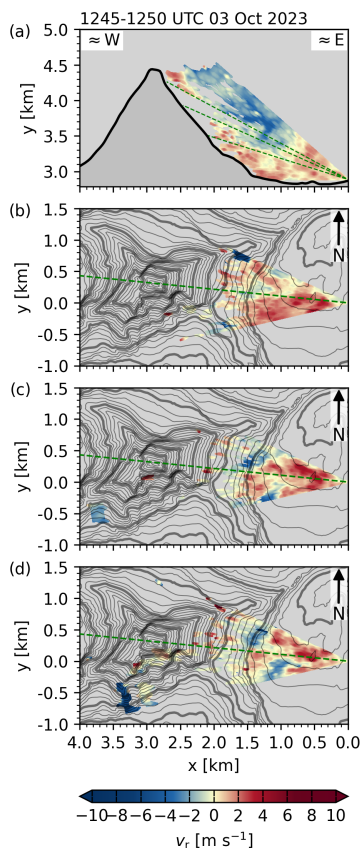 1245-1250 UTC 03 Oct 2023
(a)
≈ W
≈ E
5.0
4.5
4.0
3.5
3.0
y [km]
(b)
1.5
1.0
0.5
0.0
-0.5
-1.0
y [km]
N
(c)
1.5
1.0
0.5
0.0
-0.5
-1.0
y [km]
N
(d)
1.5
1.0
0.5
0.0
-0.5
-1.0
y [km]
N
4.0 3.5 3.0 2.5 2.0 1.5 1.0 0.5 0.0
x [km]
−10 −8 −6 −4 −2 0 2 4 6 8 10
vr [m s−1]